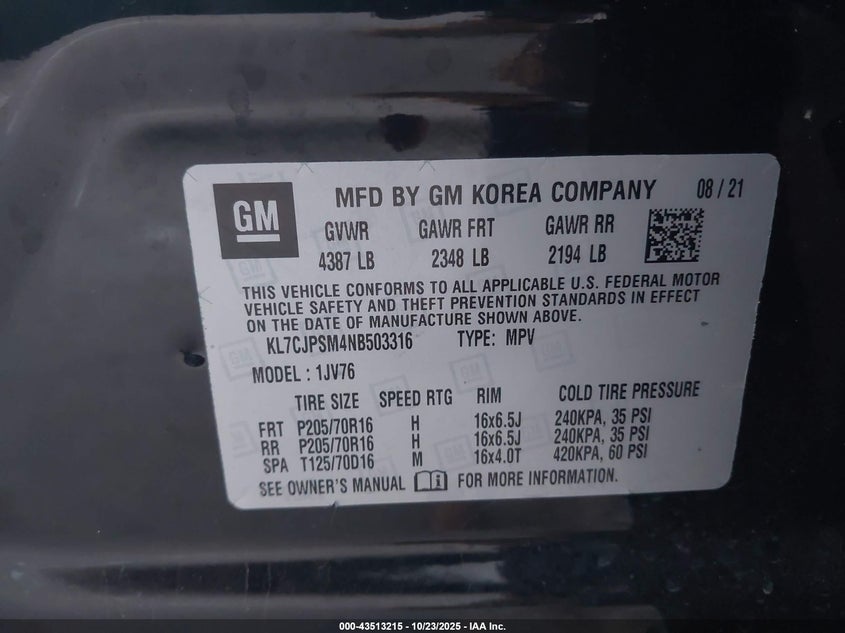 GM
MFD BY GM KOREA COMPANY 08/21
GVWR GAWR FRT GAWR RR
4387 LB 2348 LB 2194 LB
THIS VEHICLE CONFORMS TO ALL APPLICABLE U.S. FEDERAL MOTOR
VEHICLE SAFETY AND THEFT PREVENTION STANDARDS IN EFFECT
ON THE DATE OF MANUFACTURE SHOWN ABOVE.
KL7CJPSM4NB503316 TYPE: MPV
MODEL : 1JV76
TIRE SIZE SPEED RTG RIM COLD TIRE PRESSURE
FRT P205/70R16 H 16x6.5J 240KPA, 35 PSI
RR P205/70R16 H 16x6.5J 240KPA, 35 PSI
SPA T125/70D16 M 16x4.0T 420KPA, 60 PSI
SEE OWNER'S MANUAL FOR MORE INFORMATION.
000-43513215 - 10/23/2025 - IAA Inc.